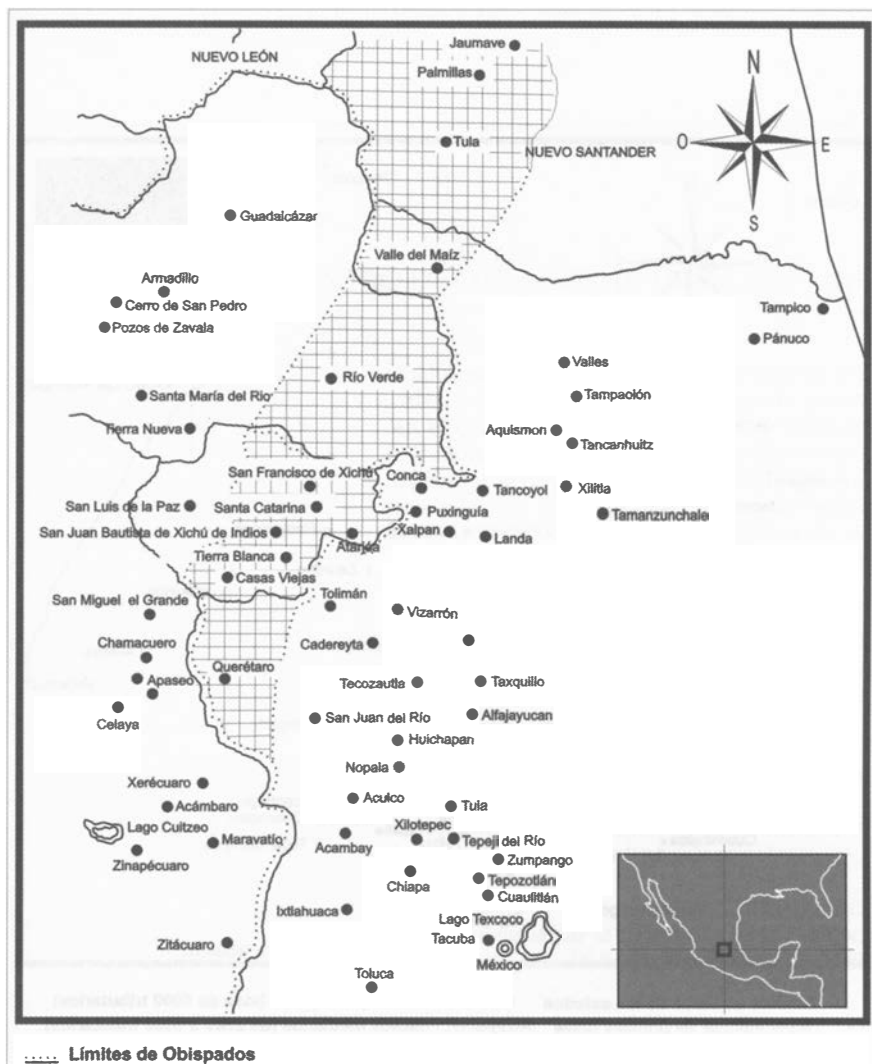 Jaumave
NUEVO LEÓN
Palmillas
N
Tula
NUEVO SANTANDER
O
E
S
Guadalcázar
Valle del Maíz
Armadillo
Cerro de San Pedro
Tampico
Pozos de Zavala
Pánuco
Valles
Río Verde
Santa María del Rio
Tampaolón
Tierra Nueva
Aquismon
Tancanhuitz
San Francisco de Xichú
Conca
Tancoyol
Xilitla
San Luis de la Paz
Santa Catarina
Puxinguía
Tamanzunchale
San Juan Bautista de Xichú de Indios
Atarjea
Xalpan
Landa
Tierra Blanca
Casas Viejas
San Miguel el Grande
Tolimán
Vizarrón
Chamacuero
Cadereyta
Apaseo
Querétaro
Tecozautla
Taxquillo
Celaya
San Juan del Río
Alfajayucan
Huichapan
Nopala
Xerécuaro
Acámbaro
Aculco
Tula
Lago Cuitzeo
Maravatío
Acambay
Xilotepec
Tepeji del Río
Zinapécuaro
Zumpango
Chiapa
Tepozotlán
Cuautitlán
Ixtlahuaca
Lago Texcoco
Zitácuaro
Tacuba
México
Toluca
Límites de Obispados